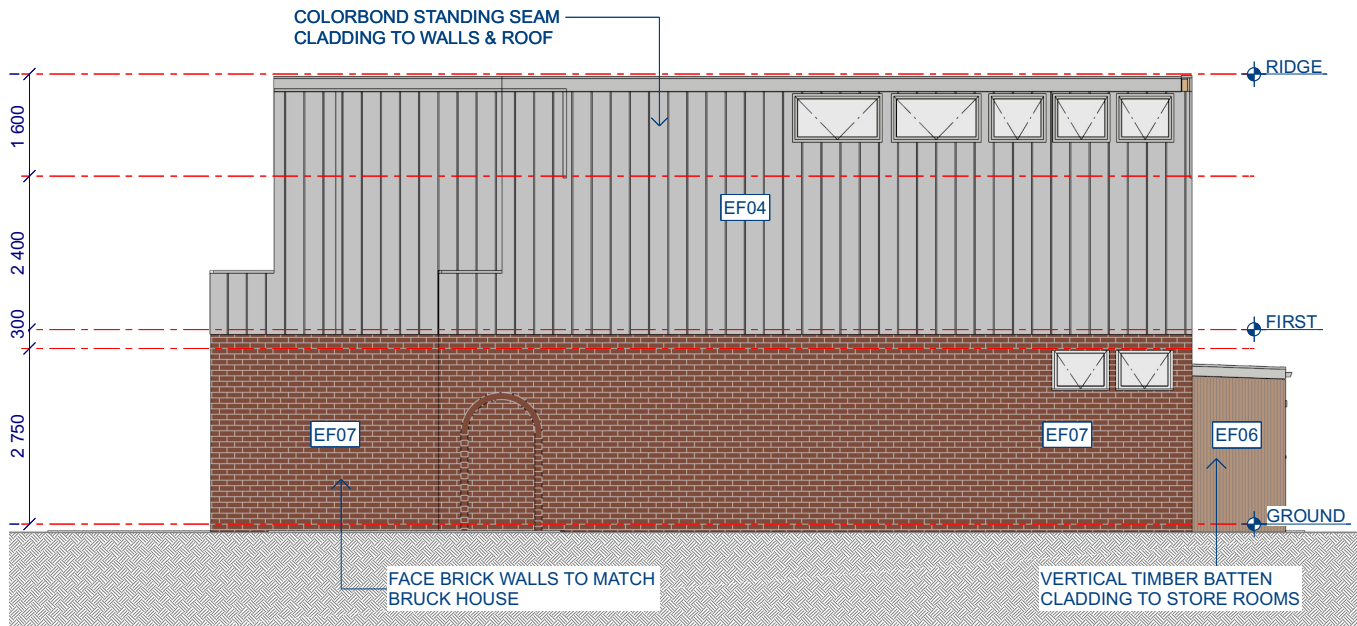 COLORBOND STANDING SEAM
CLADDING TO WALLS & ROOF
RIDGE
1 600
EF04
2 400
300
FIRST
2 750
EF07
EF07
EF06
GROUND
FACE BRICK WALLS TO MATCH
BRUCK HOUSE
VERTICAL TIMBER BATTEN
CLADDING TO STORE ROOMS